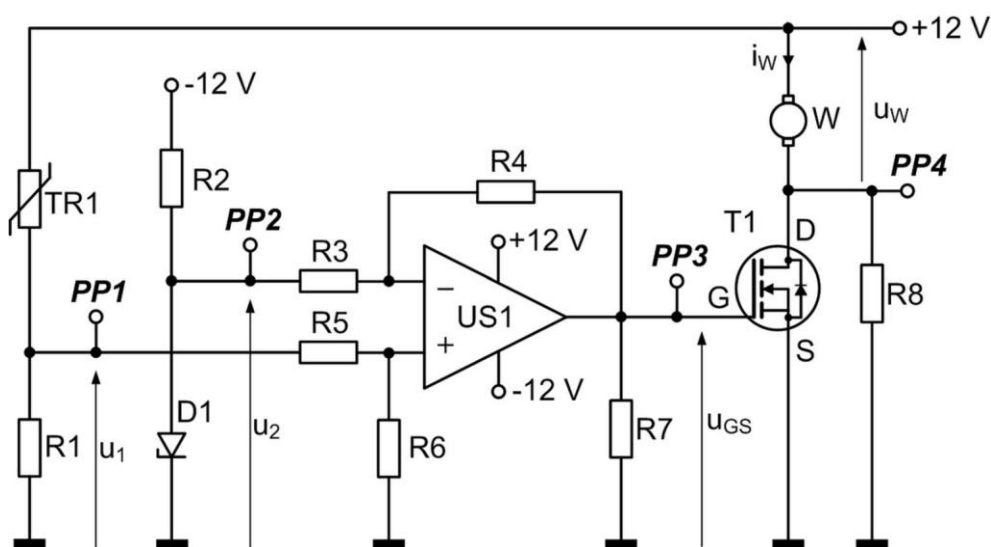 +12 V
iW
-12 V
W
uW
R4
R2
TR1
PP4
PP2
T1
D
+12 V
R3
PP3
PP1
G
R8
US1
R5
S
-12 V
D1
R1
u1
u2
R6
R7
uGS